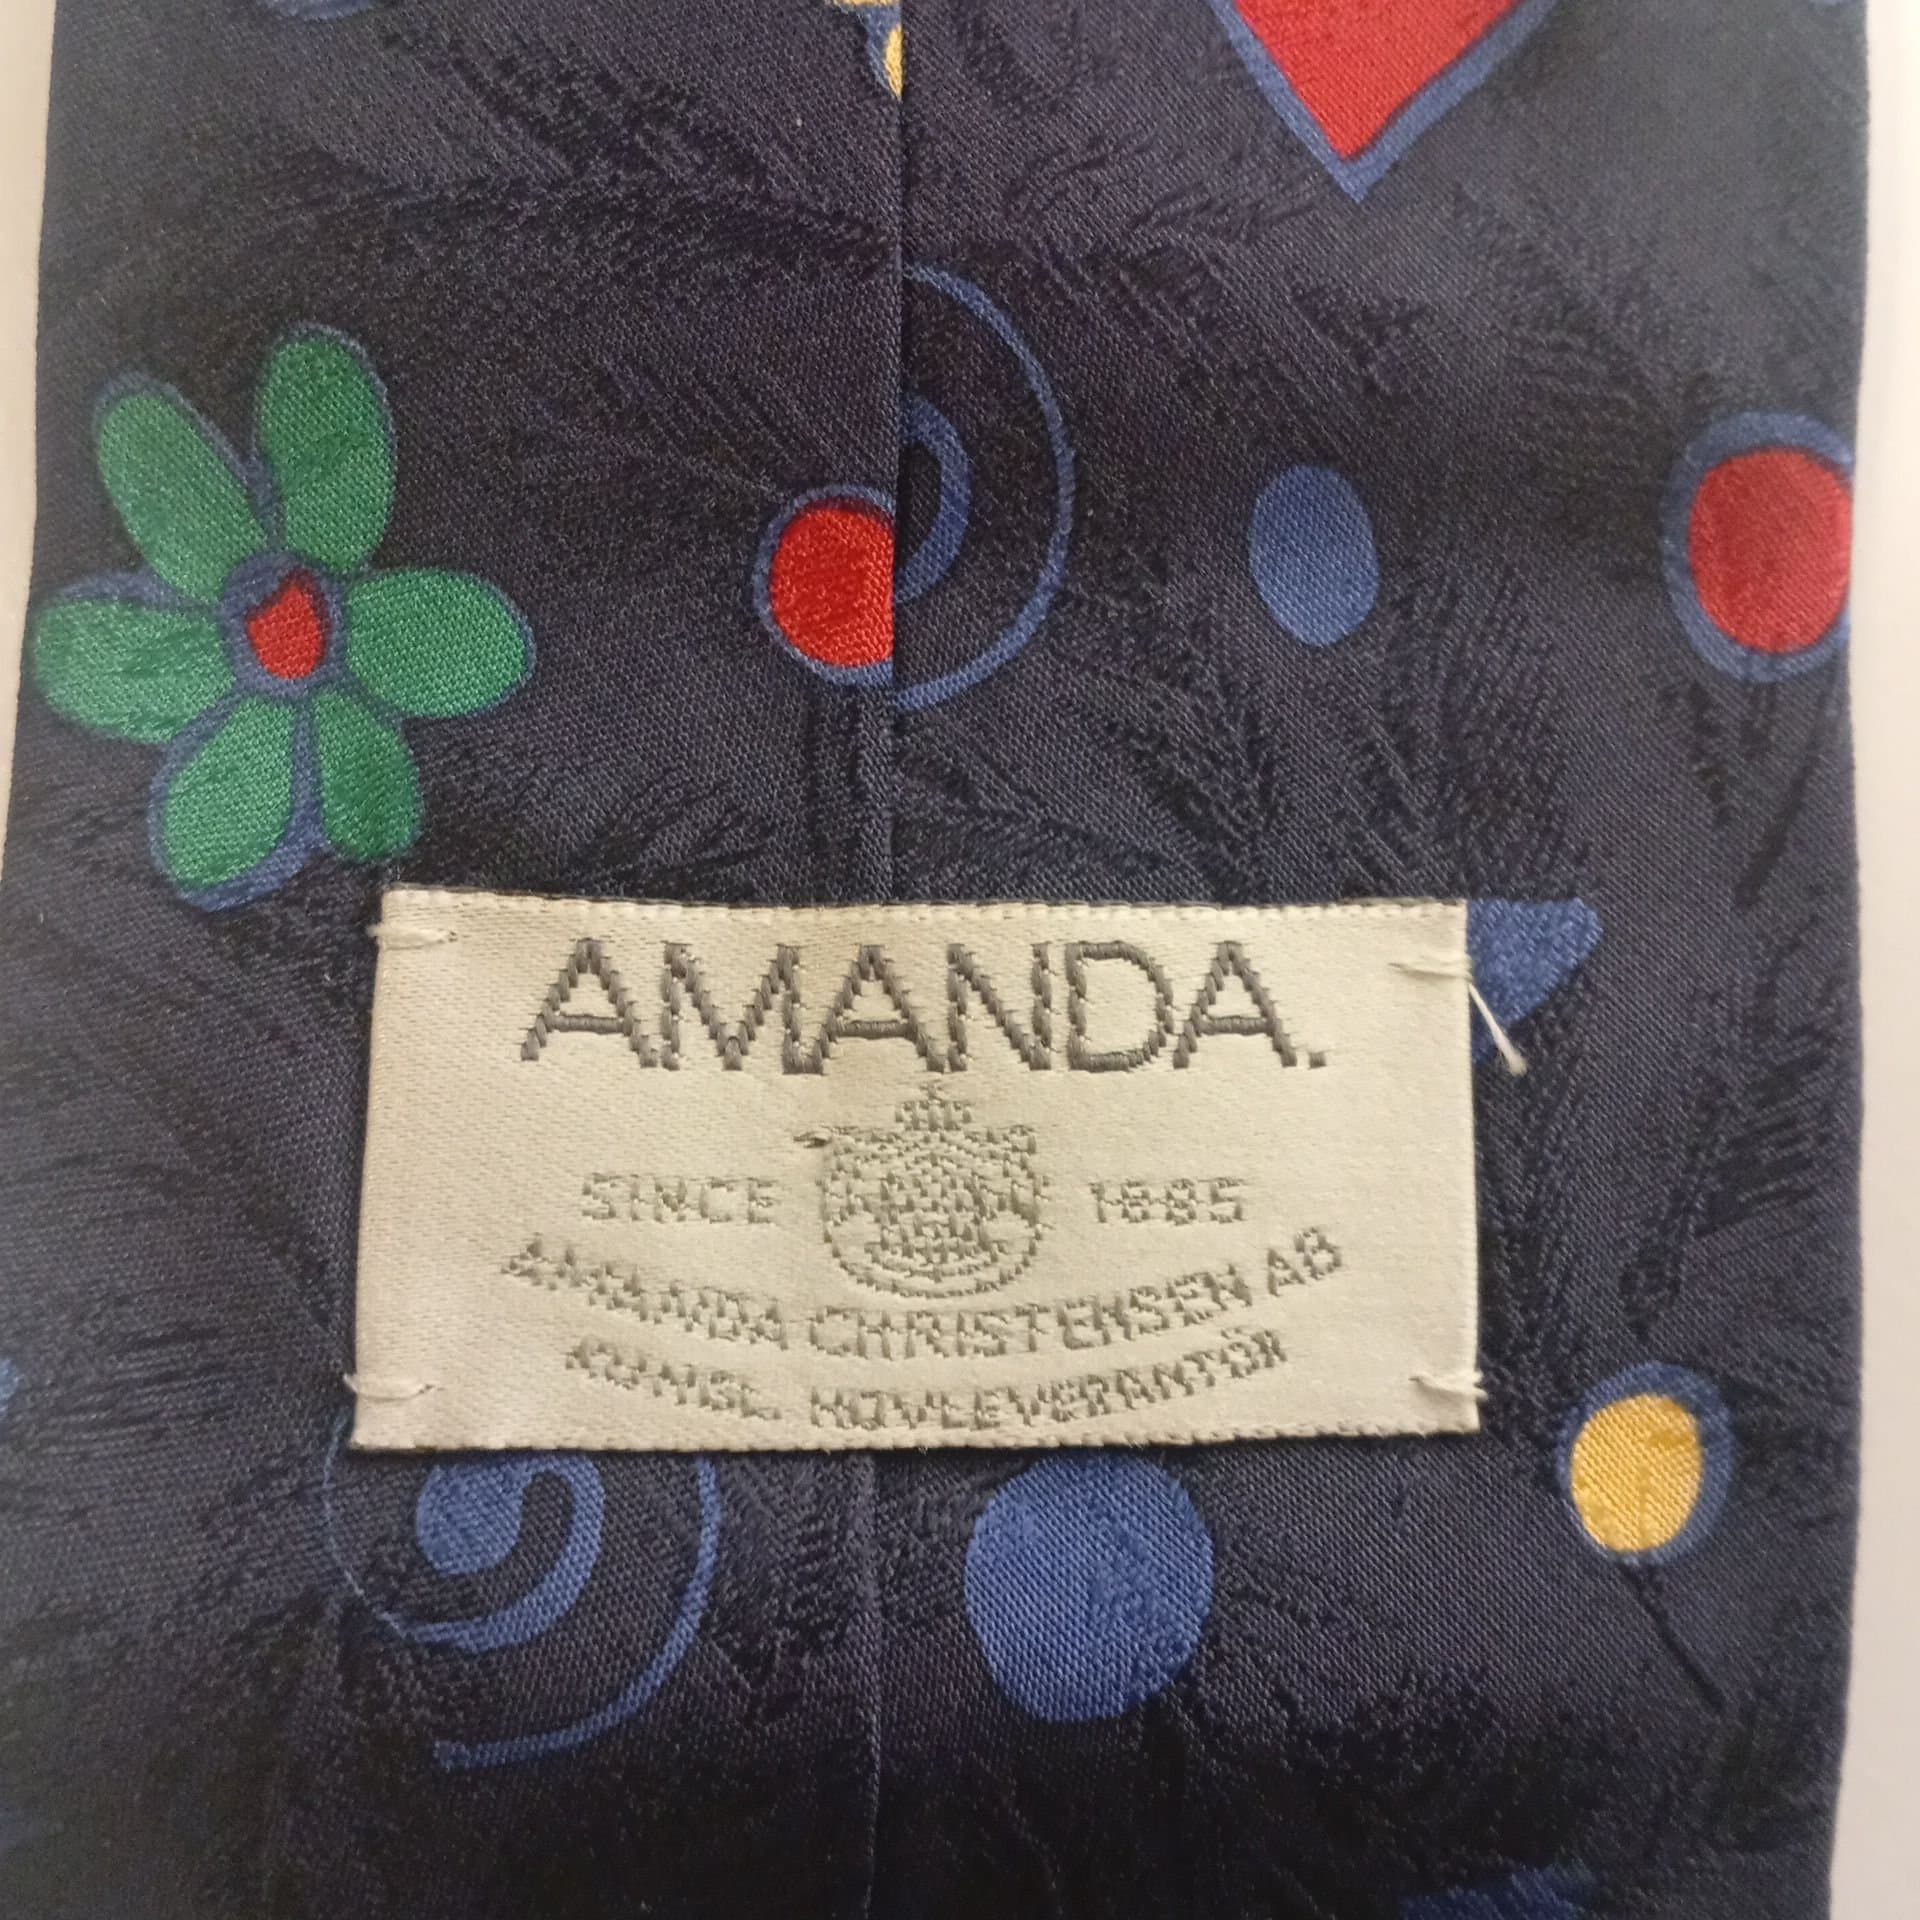 AMANDA.
SINCE 1885
AMANDA CHRISTENSEN AB
KUNGL. HOVLEVERANTÖR